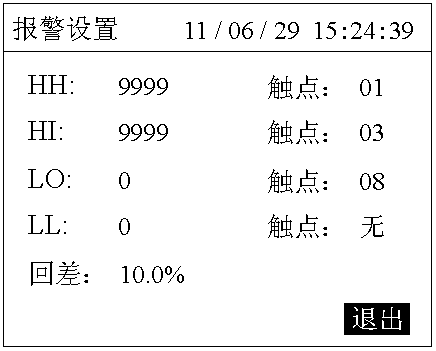 报警设置 11 / 06 / 29 15:24:39
HH: 9999 触点： 01
HI: 9999 触点： 03
LO: 0 触点： 08
LL: 0 触点： 无
回差： 10.0%
退出